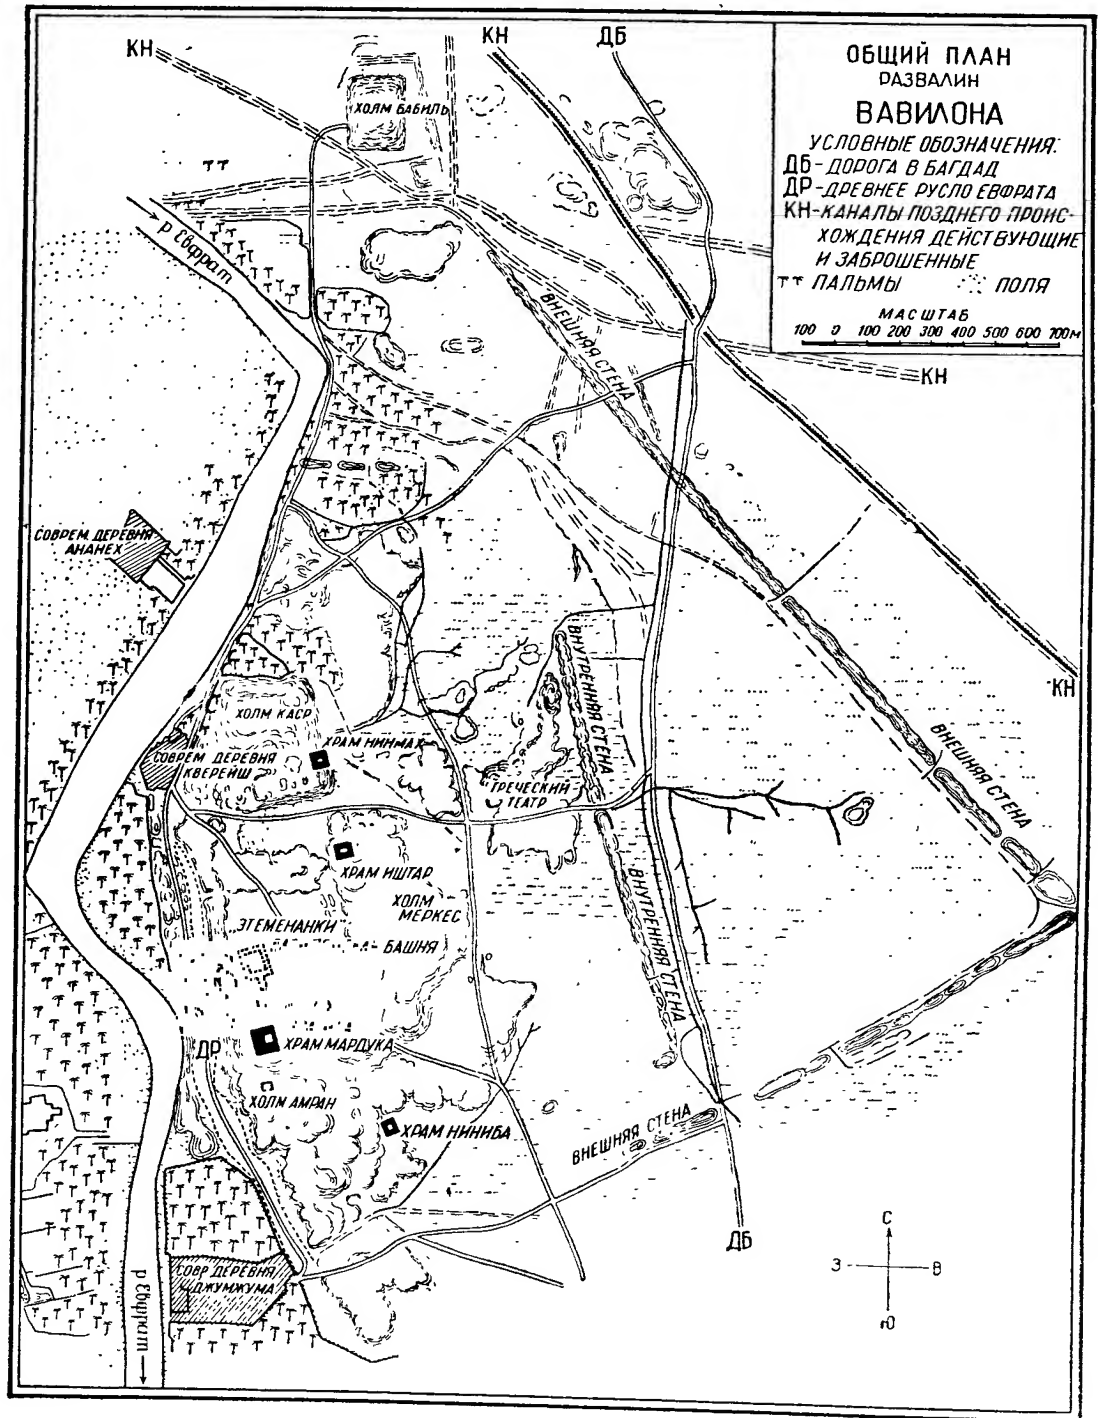 ОБЩИЙ ПЛАН
РАЗВАЛИН
ВАВИЛОНА
УСЛОВНЫЕ ОБОЗНАЧЕНИЯ:
ДБ-ДОРОГА В БАГДАД
ДР-ДРЕВНЕЕ РУСЛО ЕВФРАТА
КН-КАНАЛЫ ПОЗДНЕГО ПРОИС-
ХОЖДЕНИЯ ДЕЙСТВУЮЩИЕ
И ЗАБРОШЕННЫЕ
ПАЛЬМЫ ПОЛЯ
МАСШТАБ
100 0 100 200 300 400 500 600 700м
КН
КН
ДБ
ХОЛМ БАБИЛЬ
р Евфрат
ВНЕШНЯЯ СТЕНА
КН
СОВРЕМ ДЕРЕВНЯ
АНАНЕХ
КН
ВНУТРЕННЯЯ СТЕНА
ХОЛМ КАСР
ХРАМ НИНМАХ
СОВРЕМ ДЕРЕВНЯ
КВЕРЕЙШ
ГРЕЧЕСКИЙ
ТЕАТР
ВНЕШНЯЯ СТЕНА
ХРАМ ИШТАР
ХОЛМ
МЕРКЕС
ВНУТРЕННЯЯ СТЕНА
ЭТЕМЕНАНКИ
БАШНЯ
ХРАМ МАРДУКА
ДР
ХОЛМ АМРАН
ХРАМ НИНИБА
ВНЕШНЯЯ СТЕНА
ДБ
СОВР ДЕРЕВНЯ
ДЖУМЖУМА
р Евфрат
С
З В
Ю